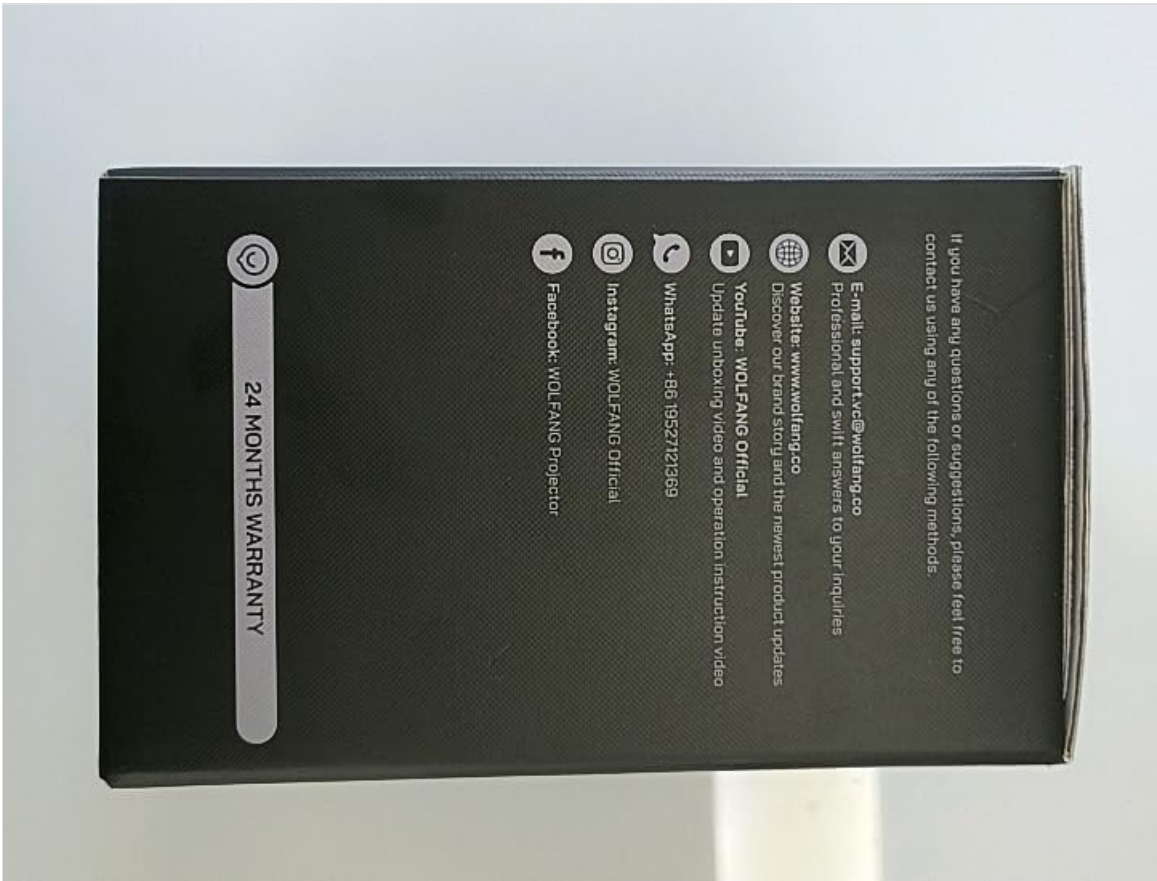 If you have any questions or suggestions, please feel free to
contact us using any of the following methods.
E-mail: support.vc@wolfang.co
Professional and swift answers to your inquiries
Website: www.wolfang.co
Discover our brand story and the newest product updates
YouTube: WOLFANG Official
Update unboxing video and operation instruction video
WhatsApp: +86 19527121369
Instagram: WOLFANG Official
Facebook: WOLFANG Projector
24 MONTHS WARRANTY